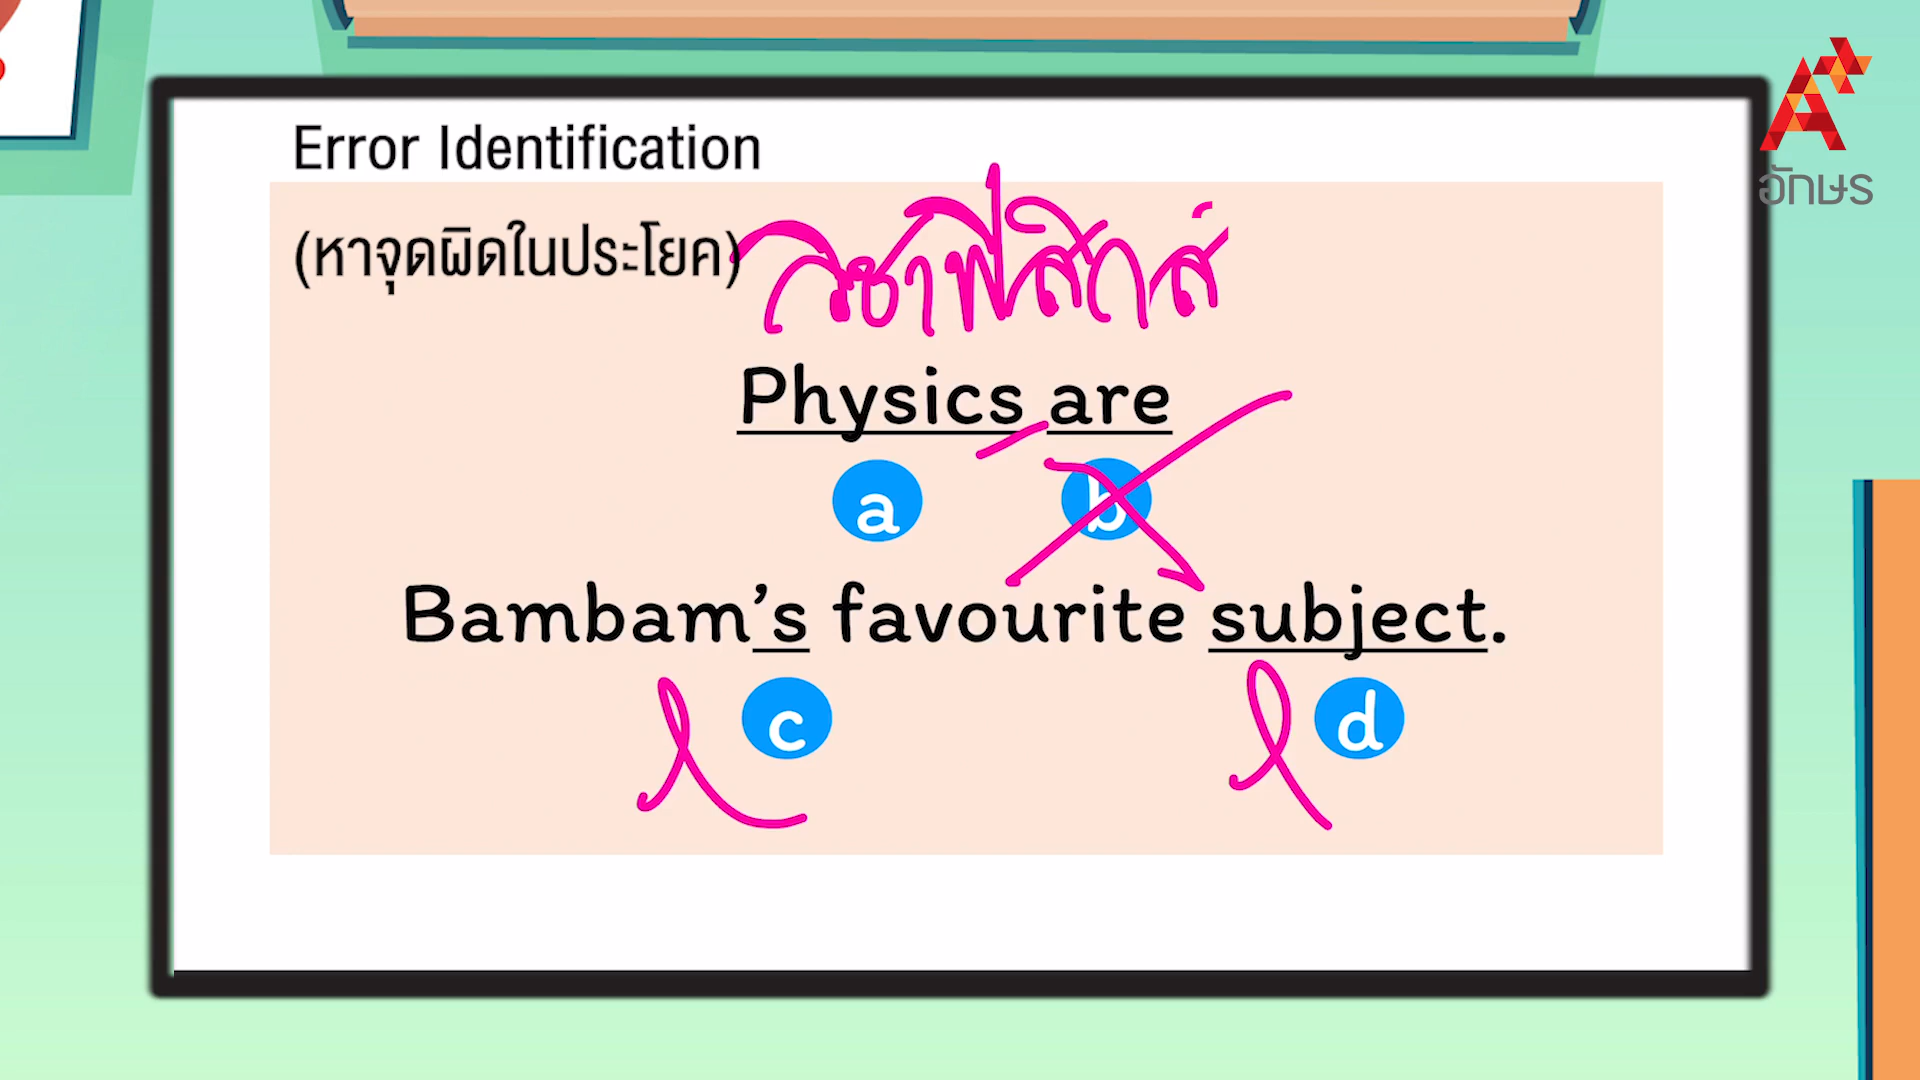 Error Identification
(หาจุดผิดในประโยค)
วิชาฟิสิกส์
Physics are
a b
Bambam's favourite subject.
c d
อักษร